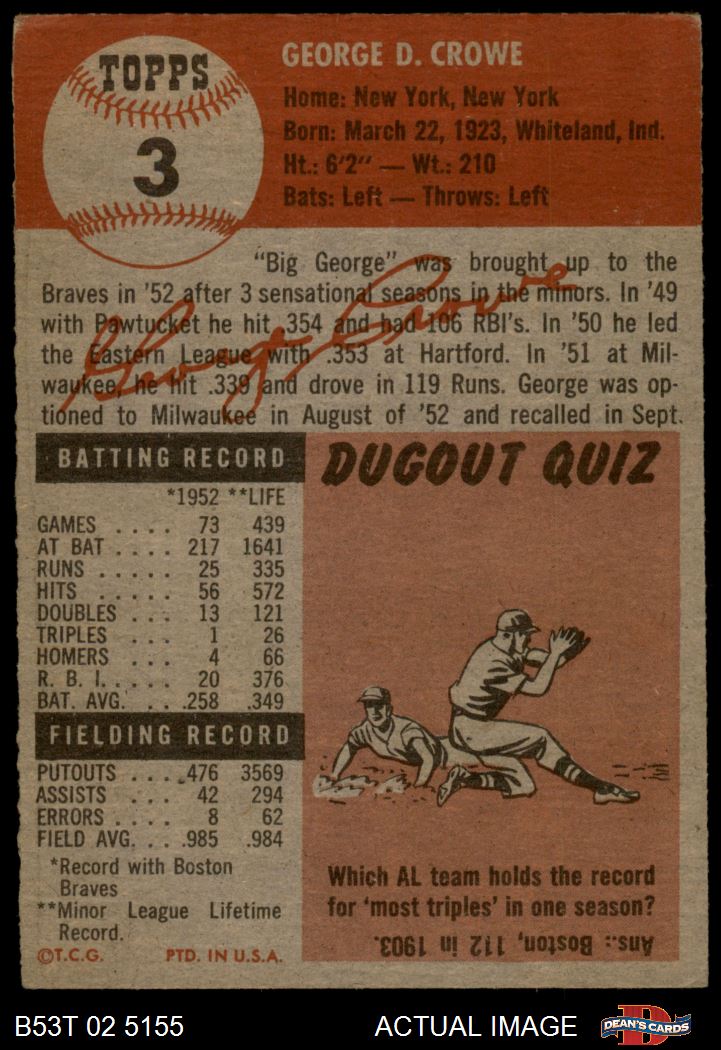 TOPPS
3
GEORGE D. CROWE
Home: New York, New York
Born: March 22, 1923, Whiteland, Ind.
Ht.: 6'2" — Wt.: 210
Bats: Left — Throws: Left
"Big George" was brought up to the
Braves in '52 after 3 sensational seasons in the minors. In '49
with Pawtucket he hit .354 and had 106 RBI's. In '50 he led
the Eastern League with .353 at Hartford. In '51 at Mil-
waukee, he hit .339 and drove in 119 Runs. George was op-
tioned to Milwaukee in August of '52 and recalled in Sept.
George Crowe
BATTING RECORD
*1952 **LIFE
GAMES .... 73 439
AT BAT .... 217 1641
RUNS ..... 25 335
HITS ..... 56 572
DOUBLES ... 13 121
TRIPLES ... 1 26
HOMERS ... 4 66
R. B. I. .... 20 376
BAT. AVG. .. .258 .349
FIELDING RECORD
PUTOUTS .... 476 3569
ASSISTS ... 42 294
ERRORS .... 8 62
FIELD AVG. .. .985 .984
*Record with Boston
Braves
**Minor League Lifetime
Record.
©T.C.G. PTD. IN U.S.A.
DUGOUT QUIZ
Which AL team holds the record
for 'most triples' in one season?
Ans.: Boston, 112 in 1903.
B53T 02 5155 ACTUAL IMAGE
DEAN'S CARDS